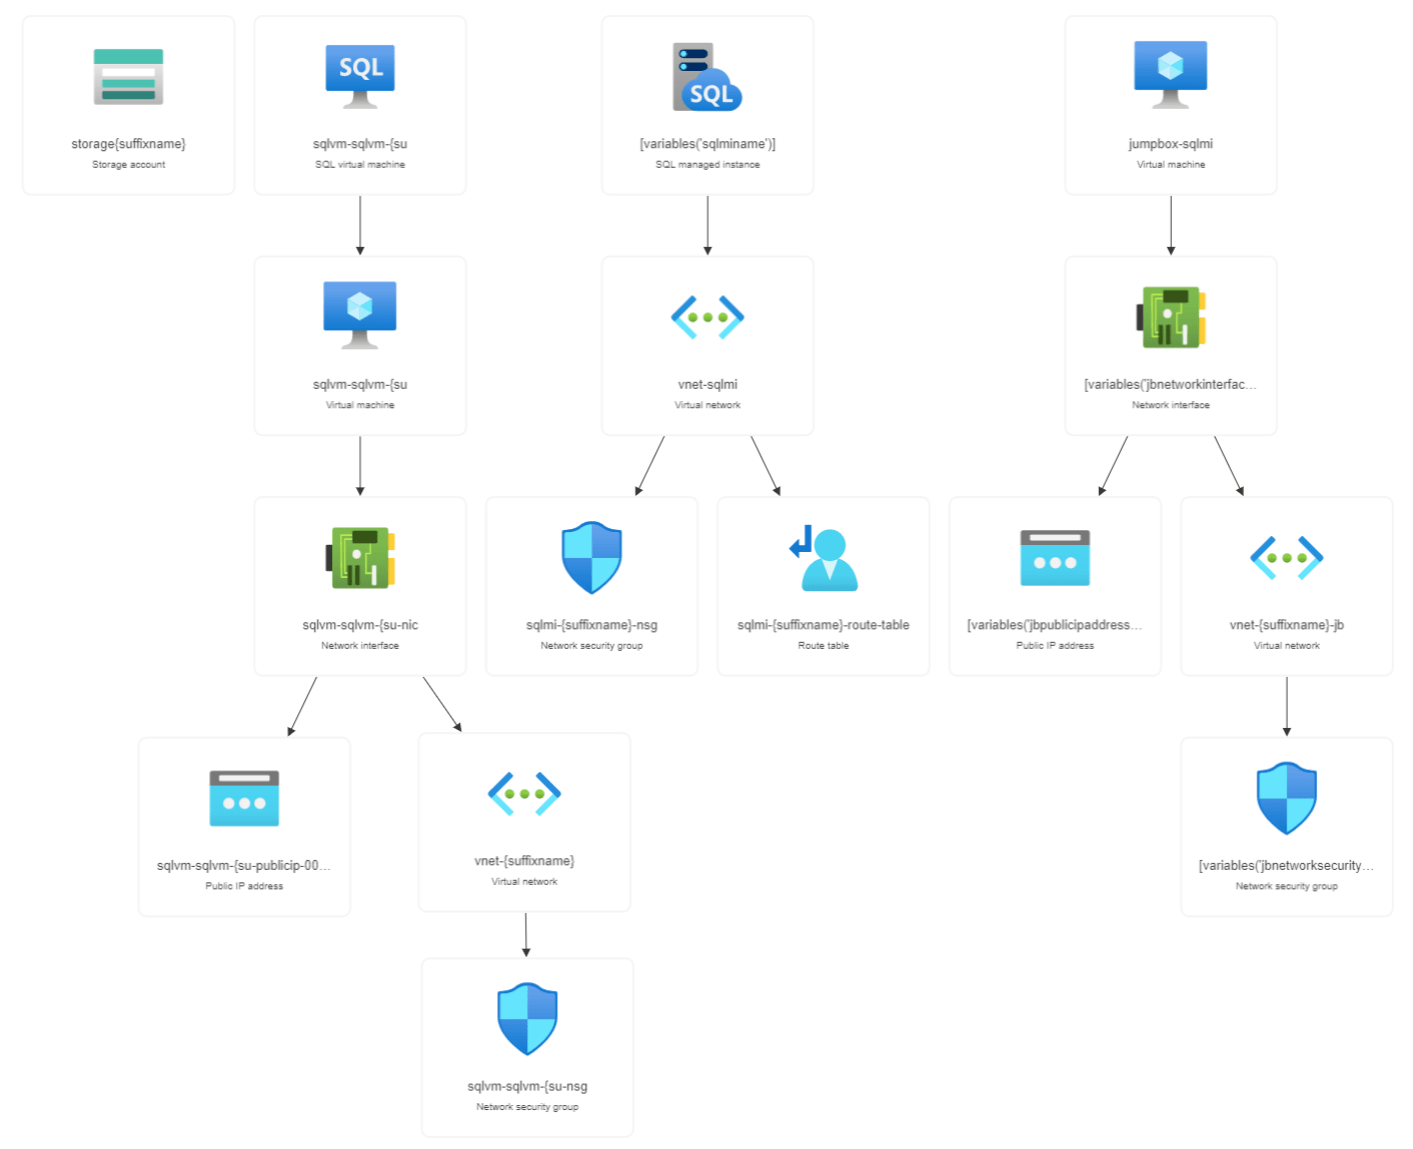 storage{suffixname}
Storage account
SQL
sqlvm-sqlvm-{su
SQL virtual machine
SQL
[variables('sqlminame')]
SQL managed instance
jumpbox-sqlmi
Virtual machine
sqlvm-sqlvm-{su
Virtual machine
vnet-sqlmi
Virtual network
[variables('jbnetworkinterfac...
Network interface
sqlvm-sqlvm-{su-nic
Network interface
sqlmi-{suffixname}-nsg
Network security group
sqlmi-{suffixname}-route-table
Route table
[variables('jbpublicipaddress...
Public IP address
vnet-{suffixname}-jb
Virtual network
sqlvm-sqlvm-{su-publicip-00...
Public IP address
vnet-{suffixname}
Virtual network
[variables('jbnetworksecurity...
Network security group
sqlvm-sqlvm-{su-nsg
Network security group